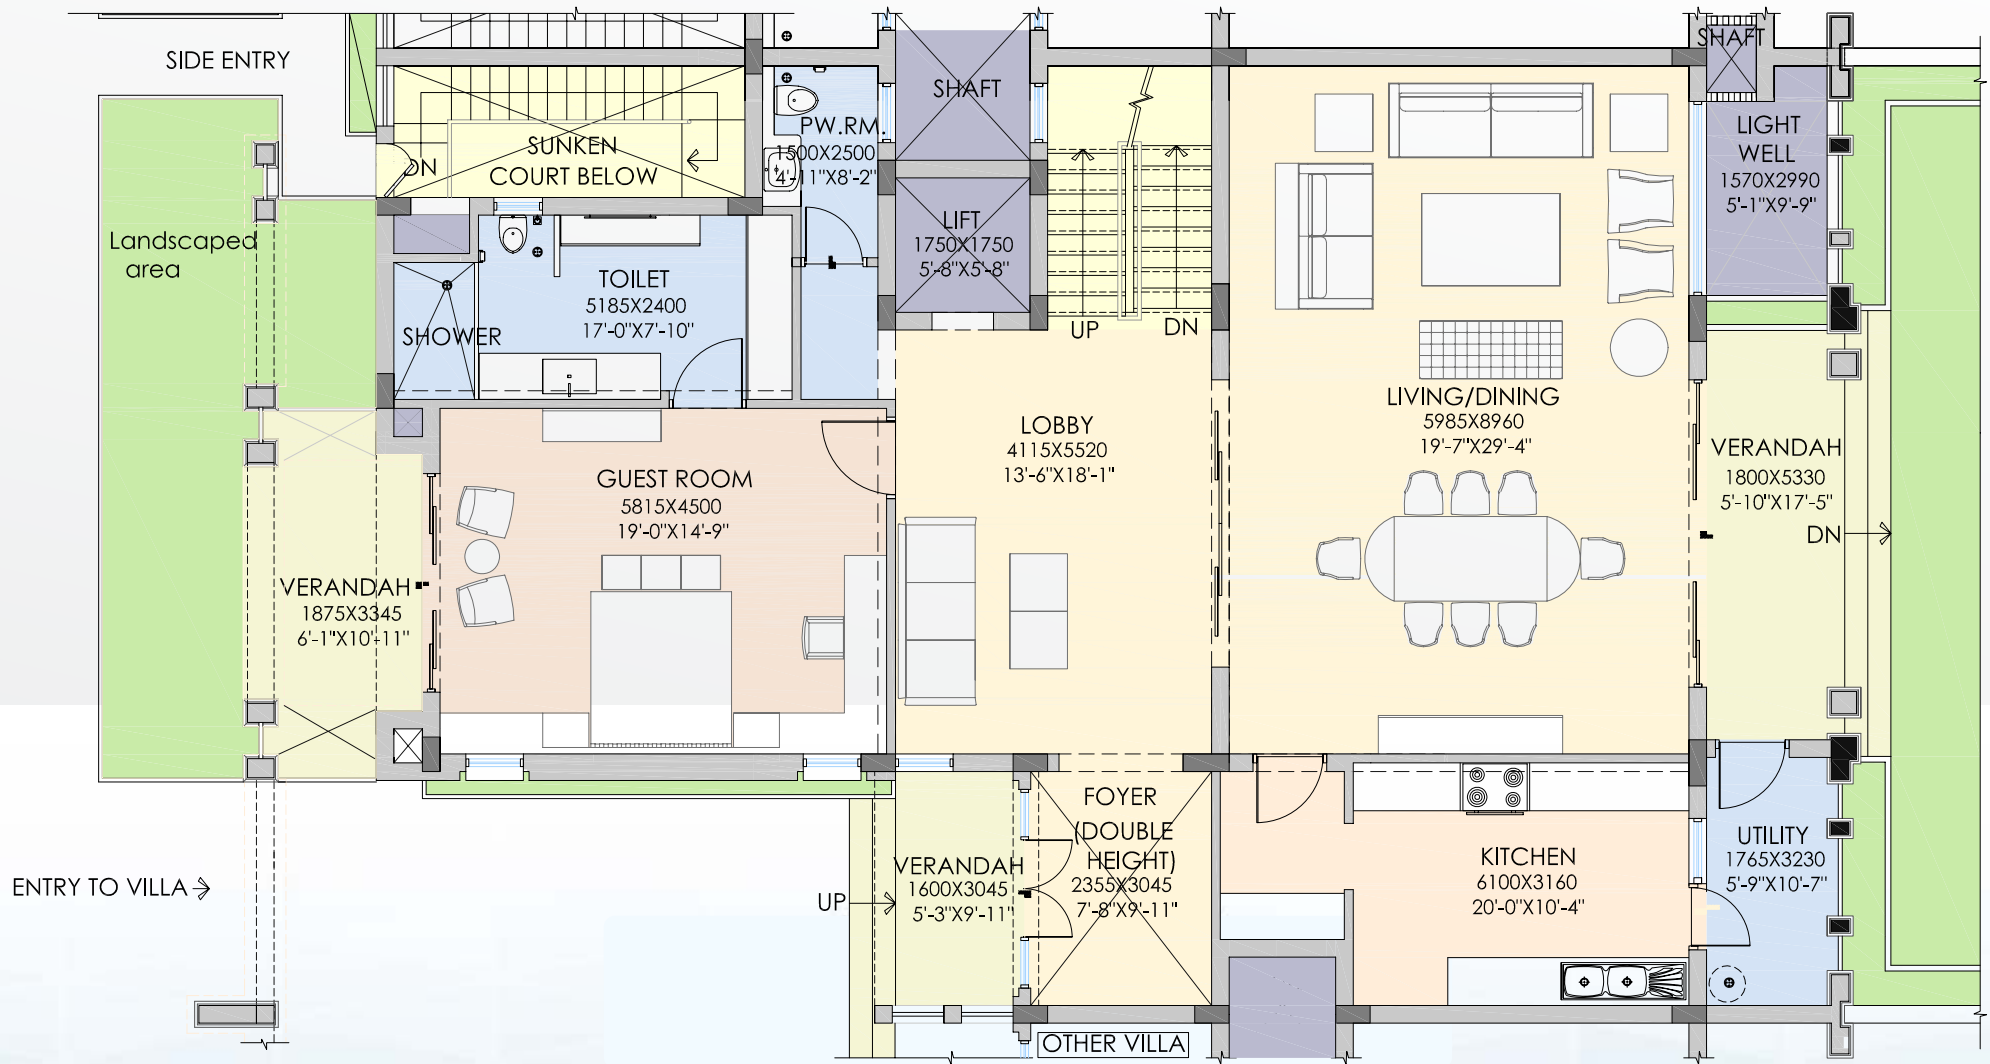 SIDE ENTRY
SHAFT
SHAFT
DN
SUNKEN
COURT BELOW
PW.RM.
1500X2500
4'-11"X8'-2"
LIGHT
WELL
1570X2990
5'-1"X9'-9"
Landscaped
area
LIFT
1750X1750
5'-8"X5'-8"
TOILET
5185X2400
17'-0"X7'-10"
SHOWER
UP
DN
LIVING/DINING
5985X8960
19'-7"X29'-4"
LOBBY
4115X5520
13'-6"X18'-1"
VERANDAH
1800X5330
5'-10"X17'-5"
DN
GUEST ROOM
5815X4500
19'-0"X14'-9"
VERANDAH
1875X3345
6'-1"X10'-11"
FOYER
(DOUBLE
HEIGHT)
2355X3045
7'-8"X9'-11"
VERANDAH
1600X3045
5'-3"X9'-11"
UP
KITCHEN
6100X3160
20'-0"X10'-4"
UTILITY
1765X3230
5'-9"X10'-7"
ENTRY TO VILLA
OTHER VILLA